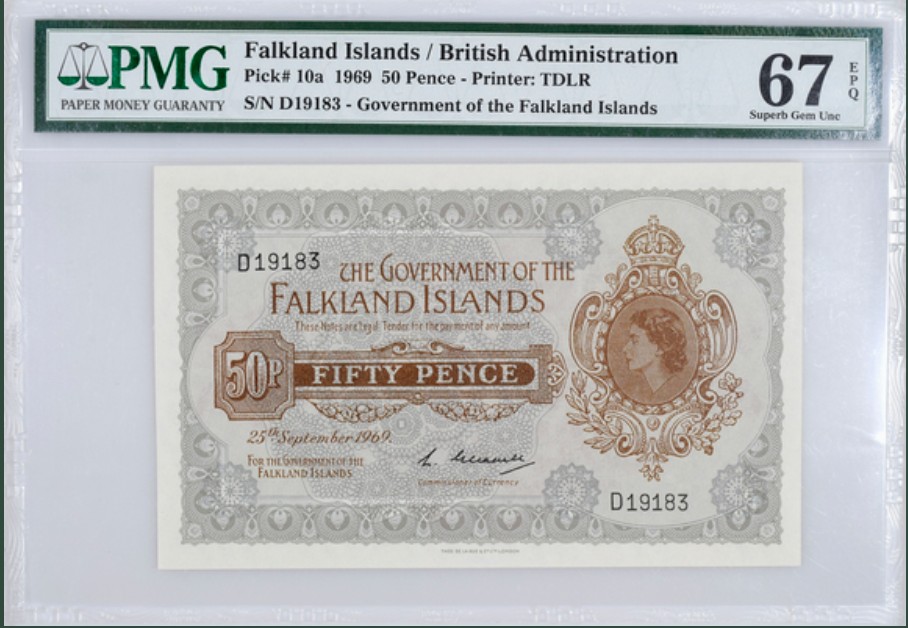 PMG
PAPER MONEY GUARANTY
Falkland Islands / British Administration
Pick# 10a 1969 50 Pence - Printer: TDLR
S/N D19183 - Government of the Falkland Islands
67
EPQ
Superb Gem Unc
D19183
THE GOVERNMENT OF THE
FALKLAND ISLANDS
These Notes are Legal Tender for the payment of any amount
50P
FIFTY PENCE
25th September 1969.
FOR THE GOVERNMENT OF THE
FALKLAND ISLANDS
Commissioner of Currency
D19183